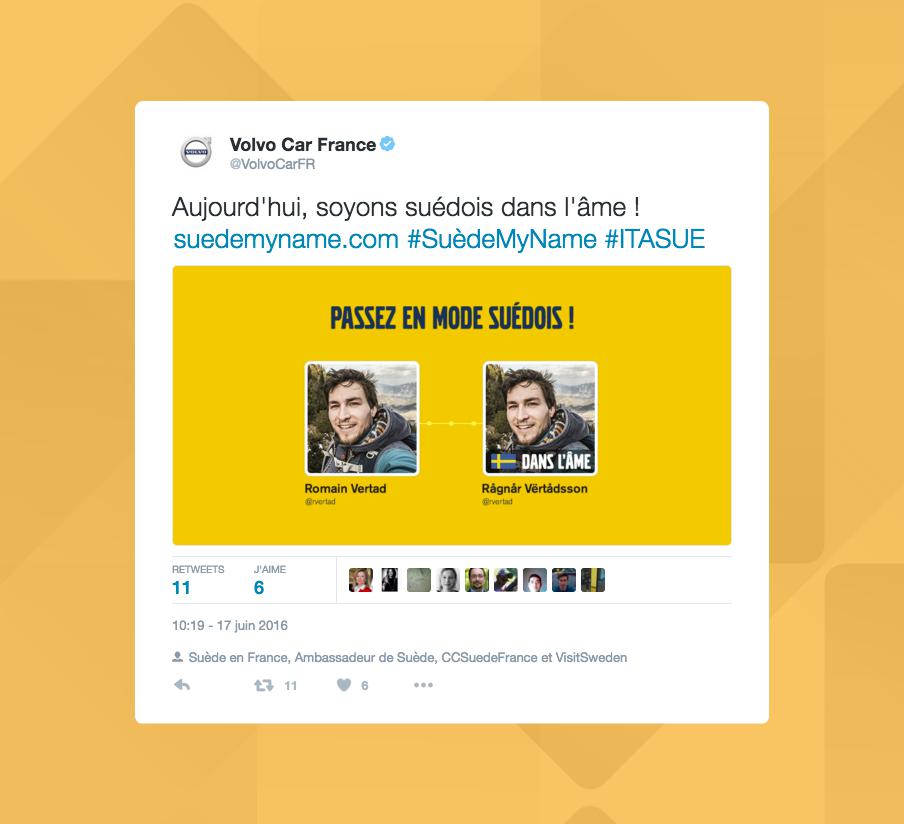 VOLVO
Volvo Car France
@VolvoCarFR
Aujourd'hui, soyons suédois dans l'âme !
suedemyname.com #SuèdeMyName #ITASUE
PASSEZ EN MODE SUÉDOIS !
DANS L'ÂME
Romain Vertad
@rvertad
Rågnår Vërtådsson
@rvertad
RETWEETS
11
J'AIME
6
10:19 - 17 juin 2016
Suède en France, Ambassadeur de Suède, CCSuedeFrance et VisitSweden
11
6